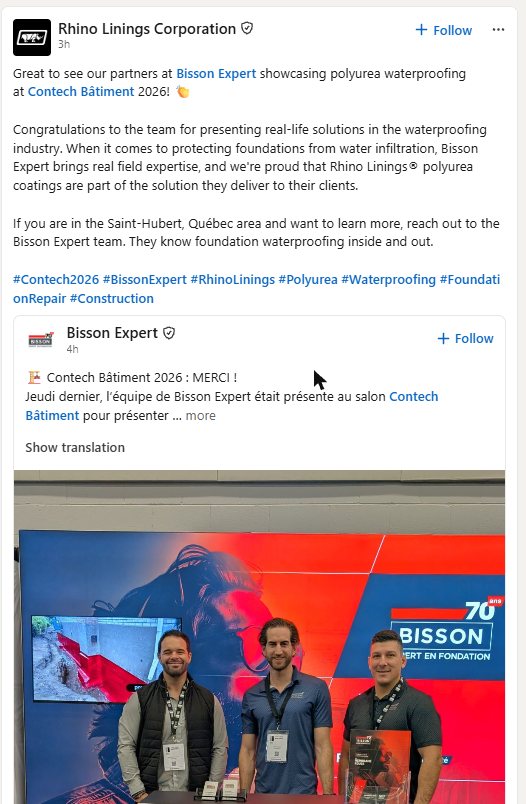 Rhino Linings Corporation
3h
+ Follow
Great to see our partners at Bisson Expert showcasing polyurea waterproofing
at Contech Bâtiment 2026! 👏
Congratulations to the team for presenting real-life solutions in the waterproofing
industry. When it comes to protecting foundations from water infiltration, Bisson
Expert brings real field expertise, and we're proud that Rhino Linings® polyurea
coatings are part of the solution they deliver to their clients.
If you are in the Saint-Hubert, Québec area and want to learn more, reach out to the
Bisson Expert team. They know foundation waterproofing inside and out.
#Contech2026 #BissonExpert #RhinoLinings #Polyurea #Waterproofing #Foundati
onRepair #Construction
BISSON
Bisson Expert
4h
+ Follow
🏗️ Contech Bâtiment 2026 : MERCI !
Jeudi dernier, l'équipe de Bisson Expert était présente au salon Contech
Bâtiment pour présenter ... more
Show translation
70 ans
BISSON
EXPERT EN FONDATION